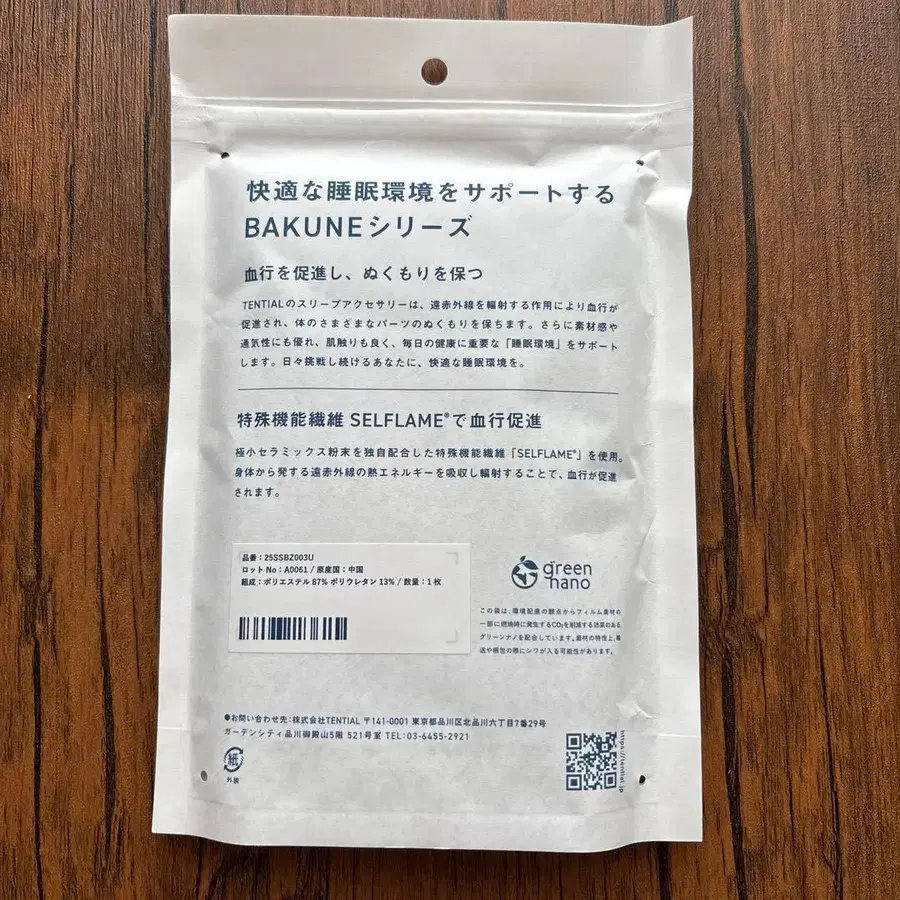 快適な睡眠環境をサポートする
BAKUNEシリーズ
血行を促進し、ぬくもりを保つ
TENTIALのスリープアクセサリーは、遠赤外線を輻射する作用により血行が
促進され、体のさまざまなパーツのぬくもりを保ちます。さらに素材感や
通気性にも優れ、肌触りも良く、毎日の健康に重要な「睡眠環境」をサポート
します。日々挑戦し続けるあなたに、快適な睡眠環境を。
特殊機能繊維 SELFLAME®で血行促進
極小セラミックス粉末を独自配合した特殊機能繊維「SELFLAME®」を使用。
身体から発する遠赤外線の熱エネルギーを吸収し輻射することで、血行が促進
されます。
品番：25SSBZ003U
ロットNo：A0061 / 原産国：中国
組成：ポリエステル 87% ポリウレタン 13% / 数量：1枚
green
nano
この袋は、環境配慮の観点からフィルム素材の
一部に燃焼時に発生するCO₂を削減する効果のある
グリーンナノを配合しています。素材の特性上、輸
送や梱包の際にシワが入る可能性があります。
●お問い合わせ先：株式会社TENTIAL 〒141-0001 東京都品川区北品川六丁目7番29号
ガーデンシティ品川御殿山5階 521号室 TEL：03-6455-2921
紙
外袋
https://tential.jp